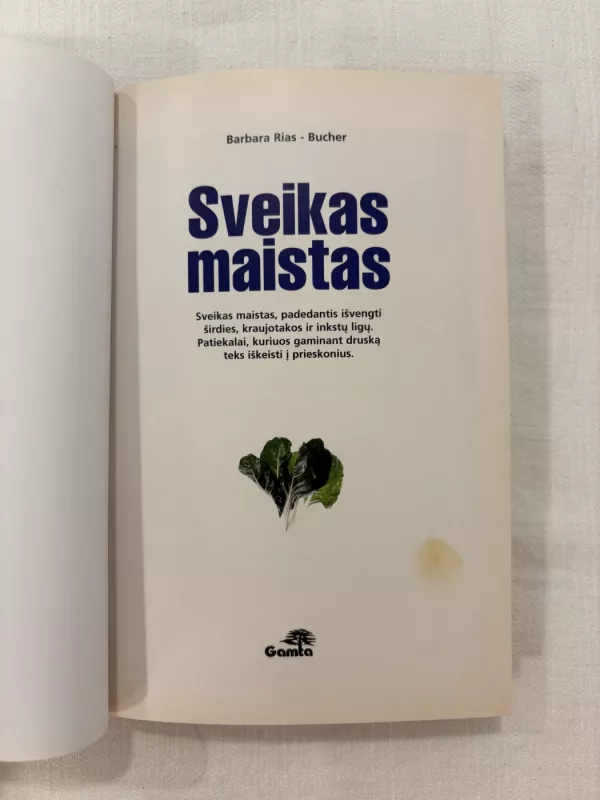 Barbara Rias - Bucher
Sveikas
maistas
Sveikas maistas, padedantis išvengti
širdies, kraujotakos ir inkstų ligų.
Patiekalai, kuriuos gaminant druską
teks iškeisti į prieskonius.
Gamta